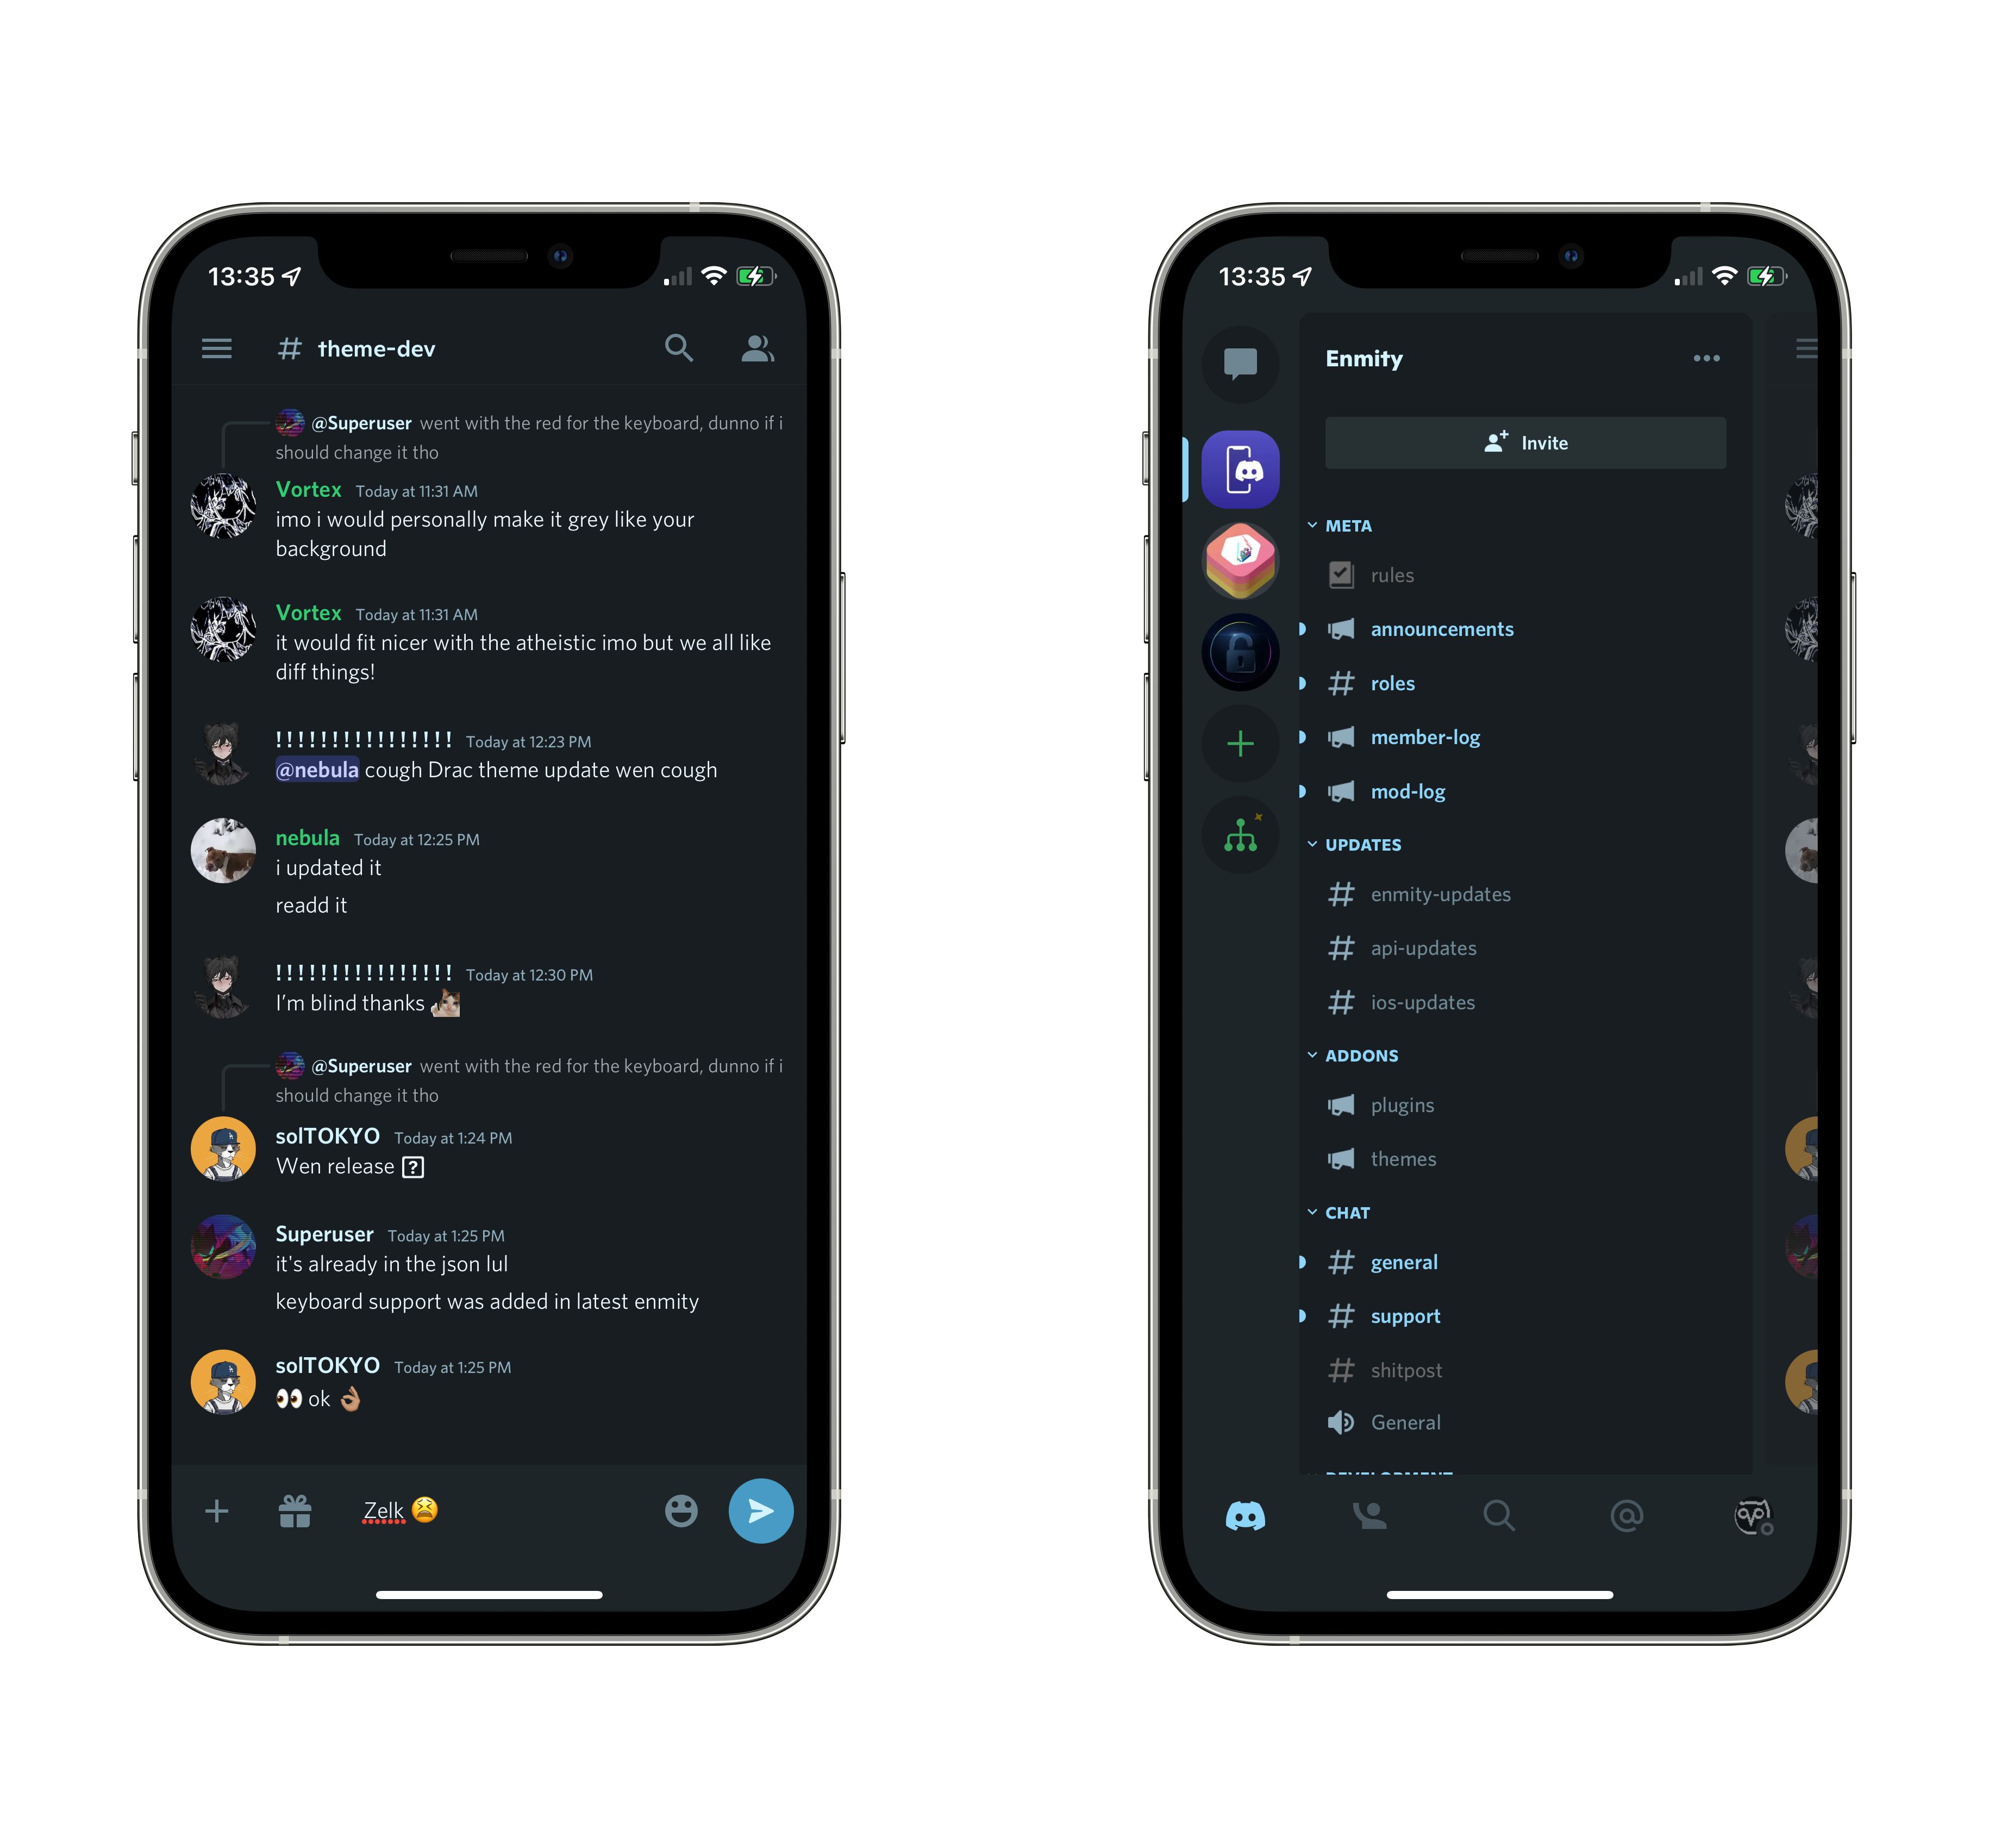 13:35
# theme-dev
@Superuser went with the red for the keyboard, dunno if i
should change it tho
Vortex Today at 11:31 AM
imo i would personally make it grey like your
background
Vortex Today at 11:31 AM
it would fit nicer with the atheistic imo but we all like
diff things!
!!!!!!!!!!!!!!!! Today at 12:23 PM
@nebula cough Drac theme update wen cough
nebula Today at 12:25 PM
i updated it
readd it
!!!!!!!!!!!!!!!! Today at 12:30 PM
I'm blind thanks
@Superuser went with the red for the keyboard, dunno if i
should change it tho
solTOKYO Today at 1:24 PM
Wen release ?
Superuser Today at 1:25 PM
it's already in the json lul
keyboard support was added in latest enmity
solTOKYO Today at 1:25 PM
👀 ok 👌🏽
Zelk 😫
13:35
Enmity
Invite
META
rules
announcements
# roles
member-log
mod-log
UPDATES
# enmity-updates
# api-updates
# ios-updates
ADDONS
plugins
themes
CHAT
# general
# support
# shitpost
General
DEVELOPMENT